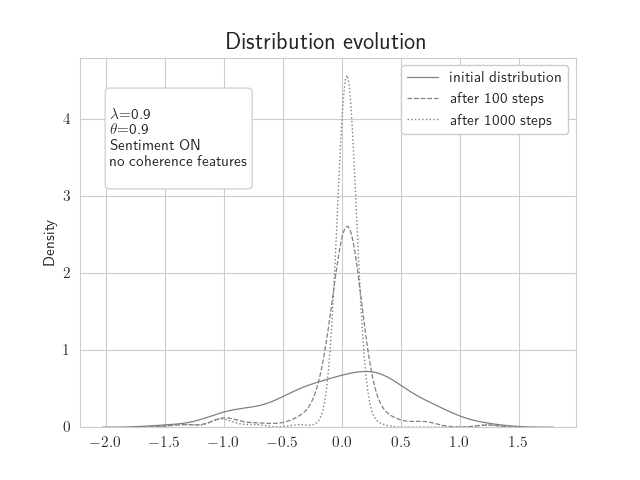 Distribution evolution
initial distribution
after 100 steps
after 1000 steps
λ=0.9
θ=0.9
Sentiment ON
no coherence features
Density
4
3
2
1
0
−2.0 −1.5 −1.0 −0.5 0.0 0.5 1.0 1.5